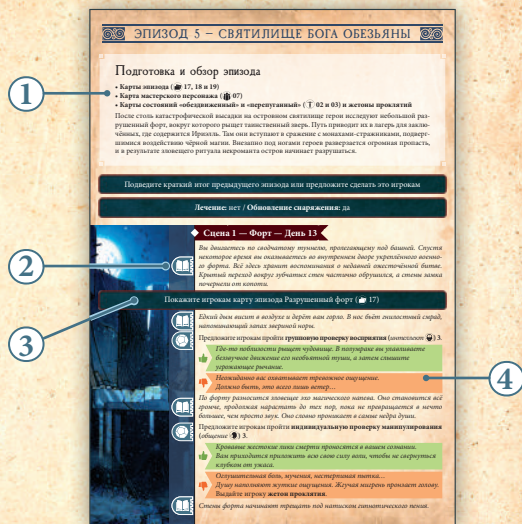 ЭПИЗОД 5 – СВЯТИЛИЩЕ БОГА ОБЕЗЬЯНЫ
Подготовка и обзор эпизода
1
• Карты эпизода (17, 18 и 19)
• Карта мастерского персонажа (07)
• Карты состояний «обездвиженный» и «перепуганный» (02 и 03) и жетоны проклятий
После столь катастрофической высадки на островном святилище герои исследуют небольшой раз-
рушенный форт, вокруг которого рыщет таинственный зверь. Путь приводит их в лагерь для заклю-
чённых, где содержится Ириэль. Там они вступают в сражение с монахами-стражниками, подверг-
шимися воздействию чёрной магии. Внезапно под ногами героев разверзается огромная пропасть,
и в результате зловещего ритуала некроманта остров начинает разрушаться.
Подведите краткий итог предыдущего эпизода или предложите сделать это игрокам
Лечение: нет / Обновление снаряжения: да
Сцена 1 — Форт — День 13
2
Вы двигаетесь по сводчатому туннелю, пролегающему под башней. Спустя
некоторое время вы оказываетесь во внутреннем дворе укреплённого военно-
го форта. Всё здесь хранит воспоминания о недавней ожесточённой битве.
Крытый переход вокруг зубчатых стен частично обрушился, а стены замка
почернели от копоти.
3
Покажите игрокам карту эпизода Разрушенный форт (17)
Едкий дым висит в воздухе и дерёт вам горло. В нос бьёт гнилостный смрад,
напоминающий запах звериной норы.
Предложите игрокам пройти групповую проверку восприятия (интеллект) 3.
Где-то поблизости рыщет чудовище. В полумраке вы улавливаете
беззвучное движение его необъятной туши, а затем слышите
угрожающее рычание.
4
Неожиданно вас охватывает тревожное ощущение.
Должно быть, это всего лишь ветер…
По форту разносится зловещее эхо магического напева. Оно становится всё
громче, продолжая нарастать до тех пор, пока не превращается в нечто
большее, чем просто звук. Оно словно проникает в самые недра души.
Предложите игрокам пройти индивидуальную проверку манипулирования
(общение) 3.
Кровавые жестокие лики смерти проносятся в вашем сознании.
Вам приходится приложить всю свою силу воли, чтобы не свернуться
клубком от ужаса.
Оглушительная боль, мучения, нестерпимая пытка…
Душу наполняют жуткие ощущения. Жгучая мигрень пронзает голову.
Выдайте игроку жетон проклятия.
Стены форта начинают трещать под натиском гипнотического пения.